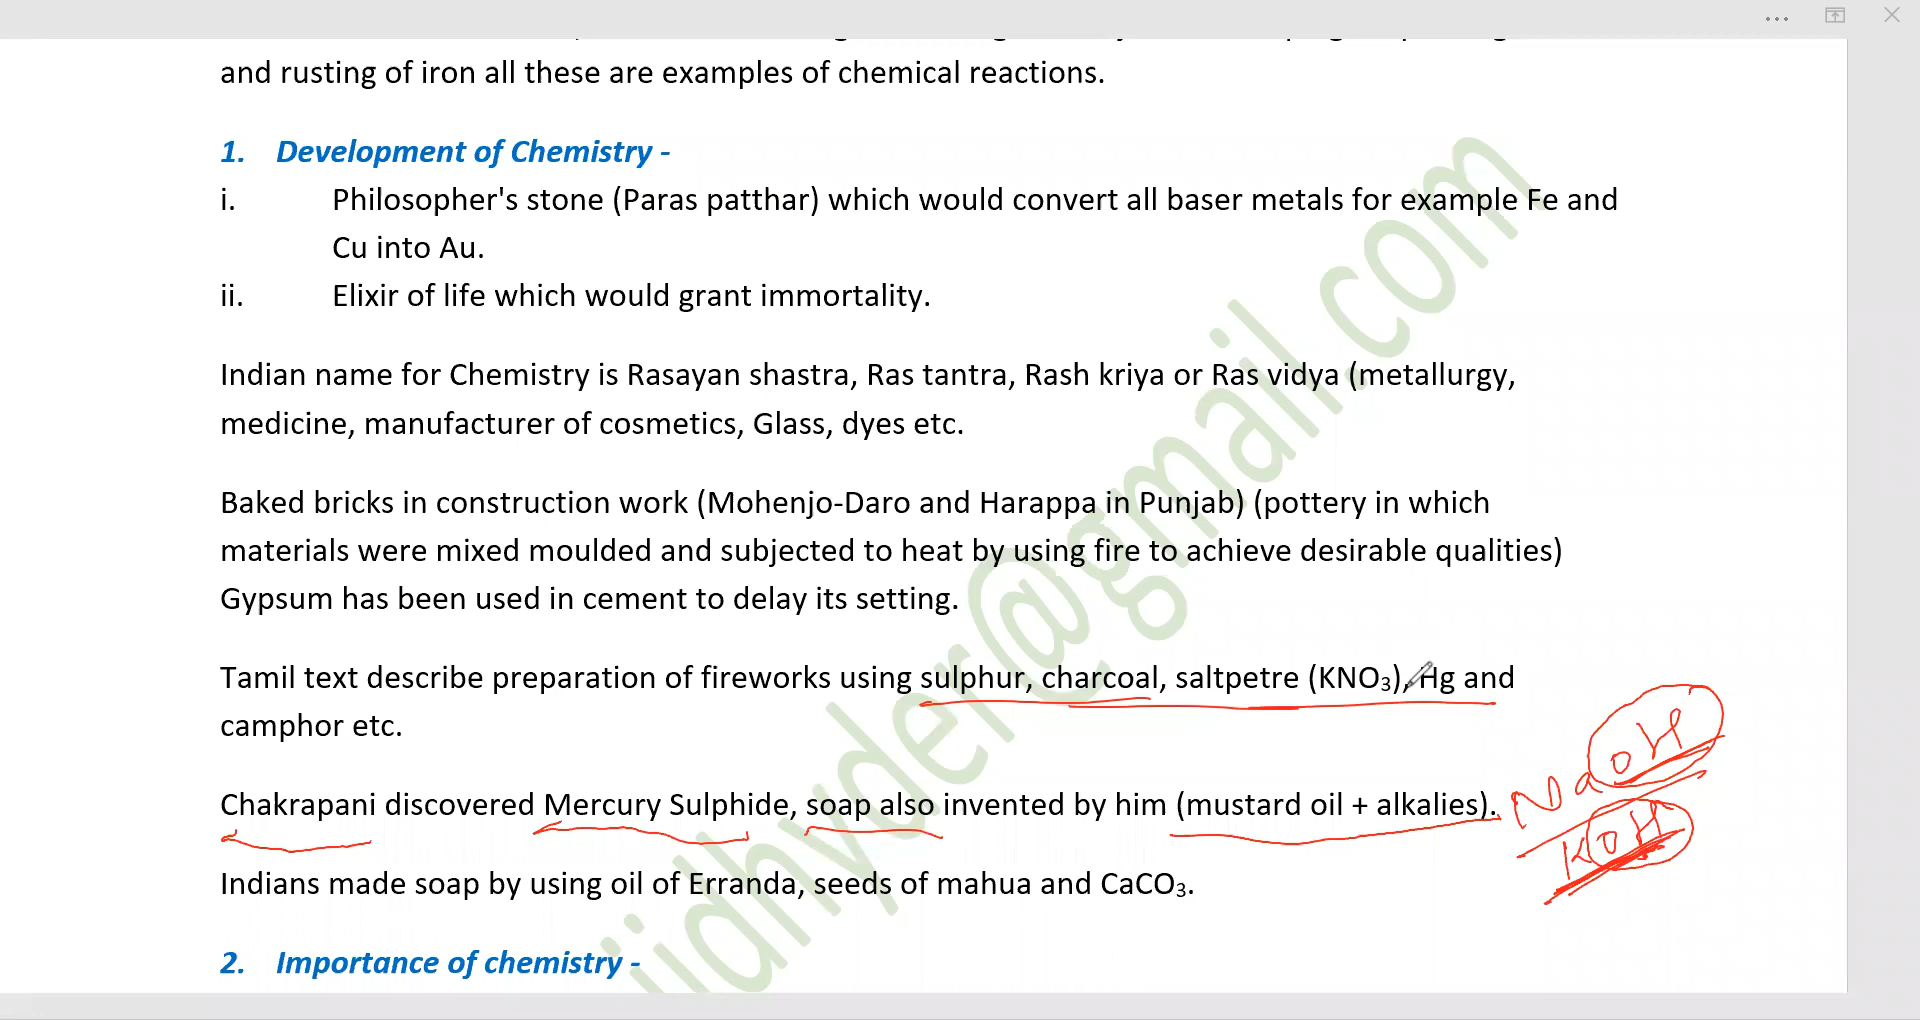 and rusting of iron all these are examples of chemical reactions.
1. Development of Chemistry -
i. Philosopher's stone (Paras patthar) which would convert all baser metals for example Fe and
Cu into Au.
ii. Elixir of life which would grant immortality.
Indian name for Chemistry is Rasayan shastra, Ras tantra, Rash kriya or Ras vidya (metallurgy,
medicine, manufacturer of cosmetics, Glass, dyes etc.
Baked bricks in construction work (Mohenjo-Daro and Harappa in Punjab) (pottery in which
materials were mixed moulded and subjected to heat by using fire to achieve desirable qualities)
Gypsum has been used in cement to delay its setting.
Tamil text describe preparation of fireworks using sulphur, charcoal, saltpetre (KNO₃), Hg and
camphor etc.
Chakrapani discovered Mercury Sulphide, soap also invented by him (mustard oil + alkalies).
NaOH
KOH
Indians made soap by using oil of Erranda, seeds of mahua and CaCO₃.
2. Importance of chemistry -
jidhyder@gmail.com